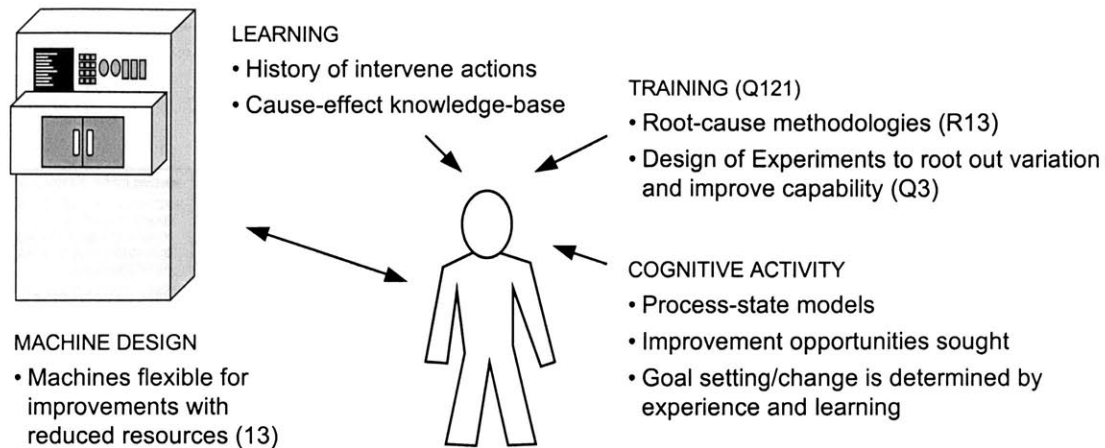 LEARNING
• History of intervene actions
• Cause-effect knowledge-base
TRAINING (Q121)
• Root-cause methodologies (R13)
• Design of Experiments to root out variation
and improve capability (Q3)
COGNITIVE ACTIVITY
• Process-state models
• Improvement opportunities sought
• Goal setting/change is determined by
experience and learning
MACHINE DESIGN
• Machines flexible for
improvements with
reduced resources (13)